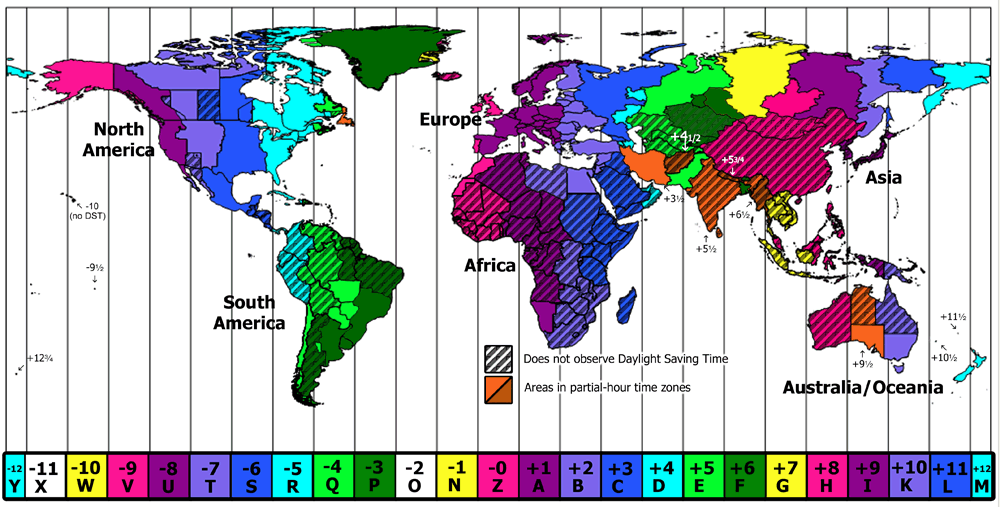 North
America
Europe
Asia
Africa
South
America
Australia/Oceania
-10
(no DST)
-9½
+12¾
+4 1/2
+3½
+5 3/4
+5½
+6½
+9½
+11½
+10½
Does not observe Daylight Saving Time
Areas in partial-hour time zones
-12 -11 -10 -9 -8 -7 -6 -5 -4 -3 -2 -1 -0 +1 +2 +3 +4 +5 +6 +7 +8 +9 +10 +11 +12
Y X W V U T S R Q P O N Z A B C D E F G H I K L M